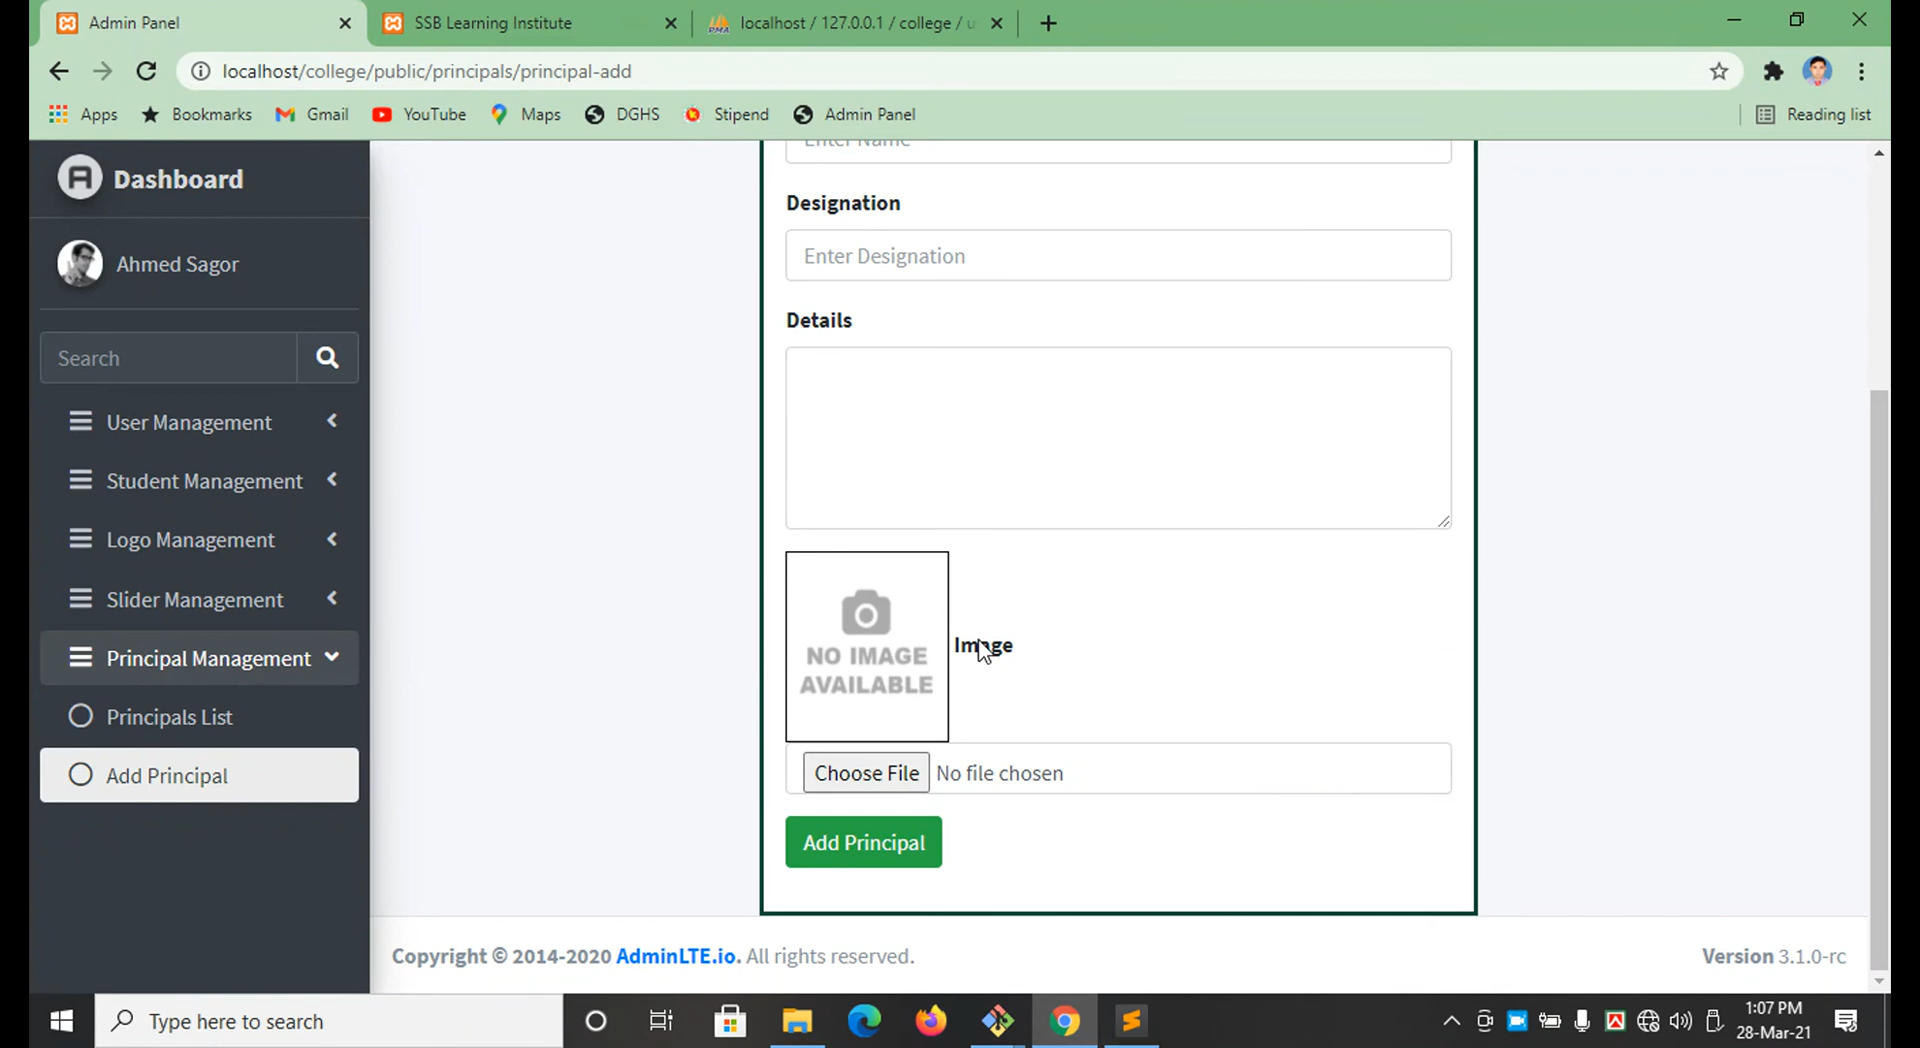 Admin Panel
SSB Learning Institute
localhost / 127.0.0.1 / college / u
localhost/college/public/principals/principal-add
Apps
Bookmarks
Gmail
YouTube
Maps
DGHS
Stipend
Admin Panel
Reading list
Dashboard
Ahmed Sagor
Search
User Management
Student Management
Logo Management
Slider Management
Principal Management
Principals List
Add Principal
Enter Name
Designation
Enter Designation
Details
NO IMAGE
AVAILABLE
Image
Choose File No file chosen
Add Principal
Copyright © 2014-2020 AdminLTE.io. All rights reserved.
Version 3.1.0-rc
Type here to search
1:07 PM
28-Mar-21